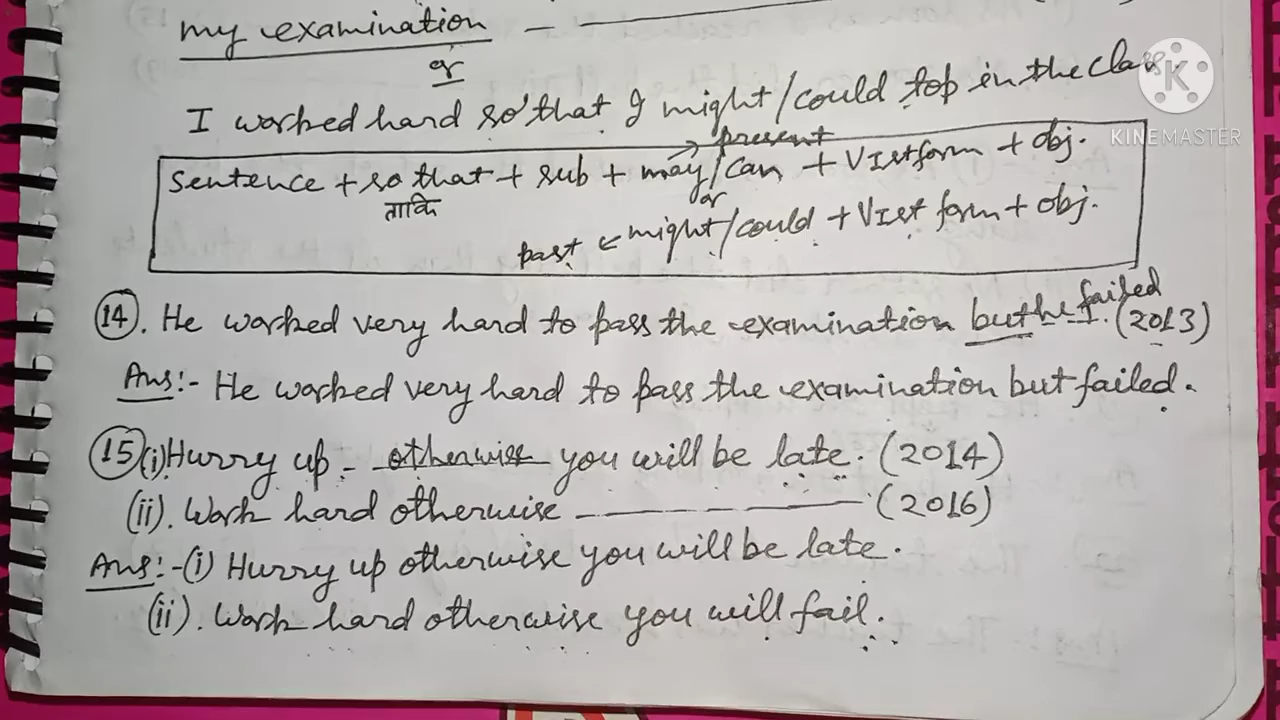 my examination
or
I worked hard so that I might/could top in the class
KINEMASTER
present
Sentence + so that + sub + may/can + VIst form + obj.
ताकि
or
past ← might/could + VIst form + obj.
(14). He worked very hard to pass the examination but he failed. (2013)
Ans:- He worked very hard to pass the examination but failed.
(15)(i) Hurry up - otherwise you will be late. (2014)
(ii). Work hard otherwise ———— (2016)
Ans:- (i) Hurry up otherwise you will be late.
(ii). Work hard otherwise you will fail.